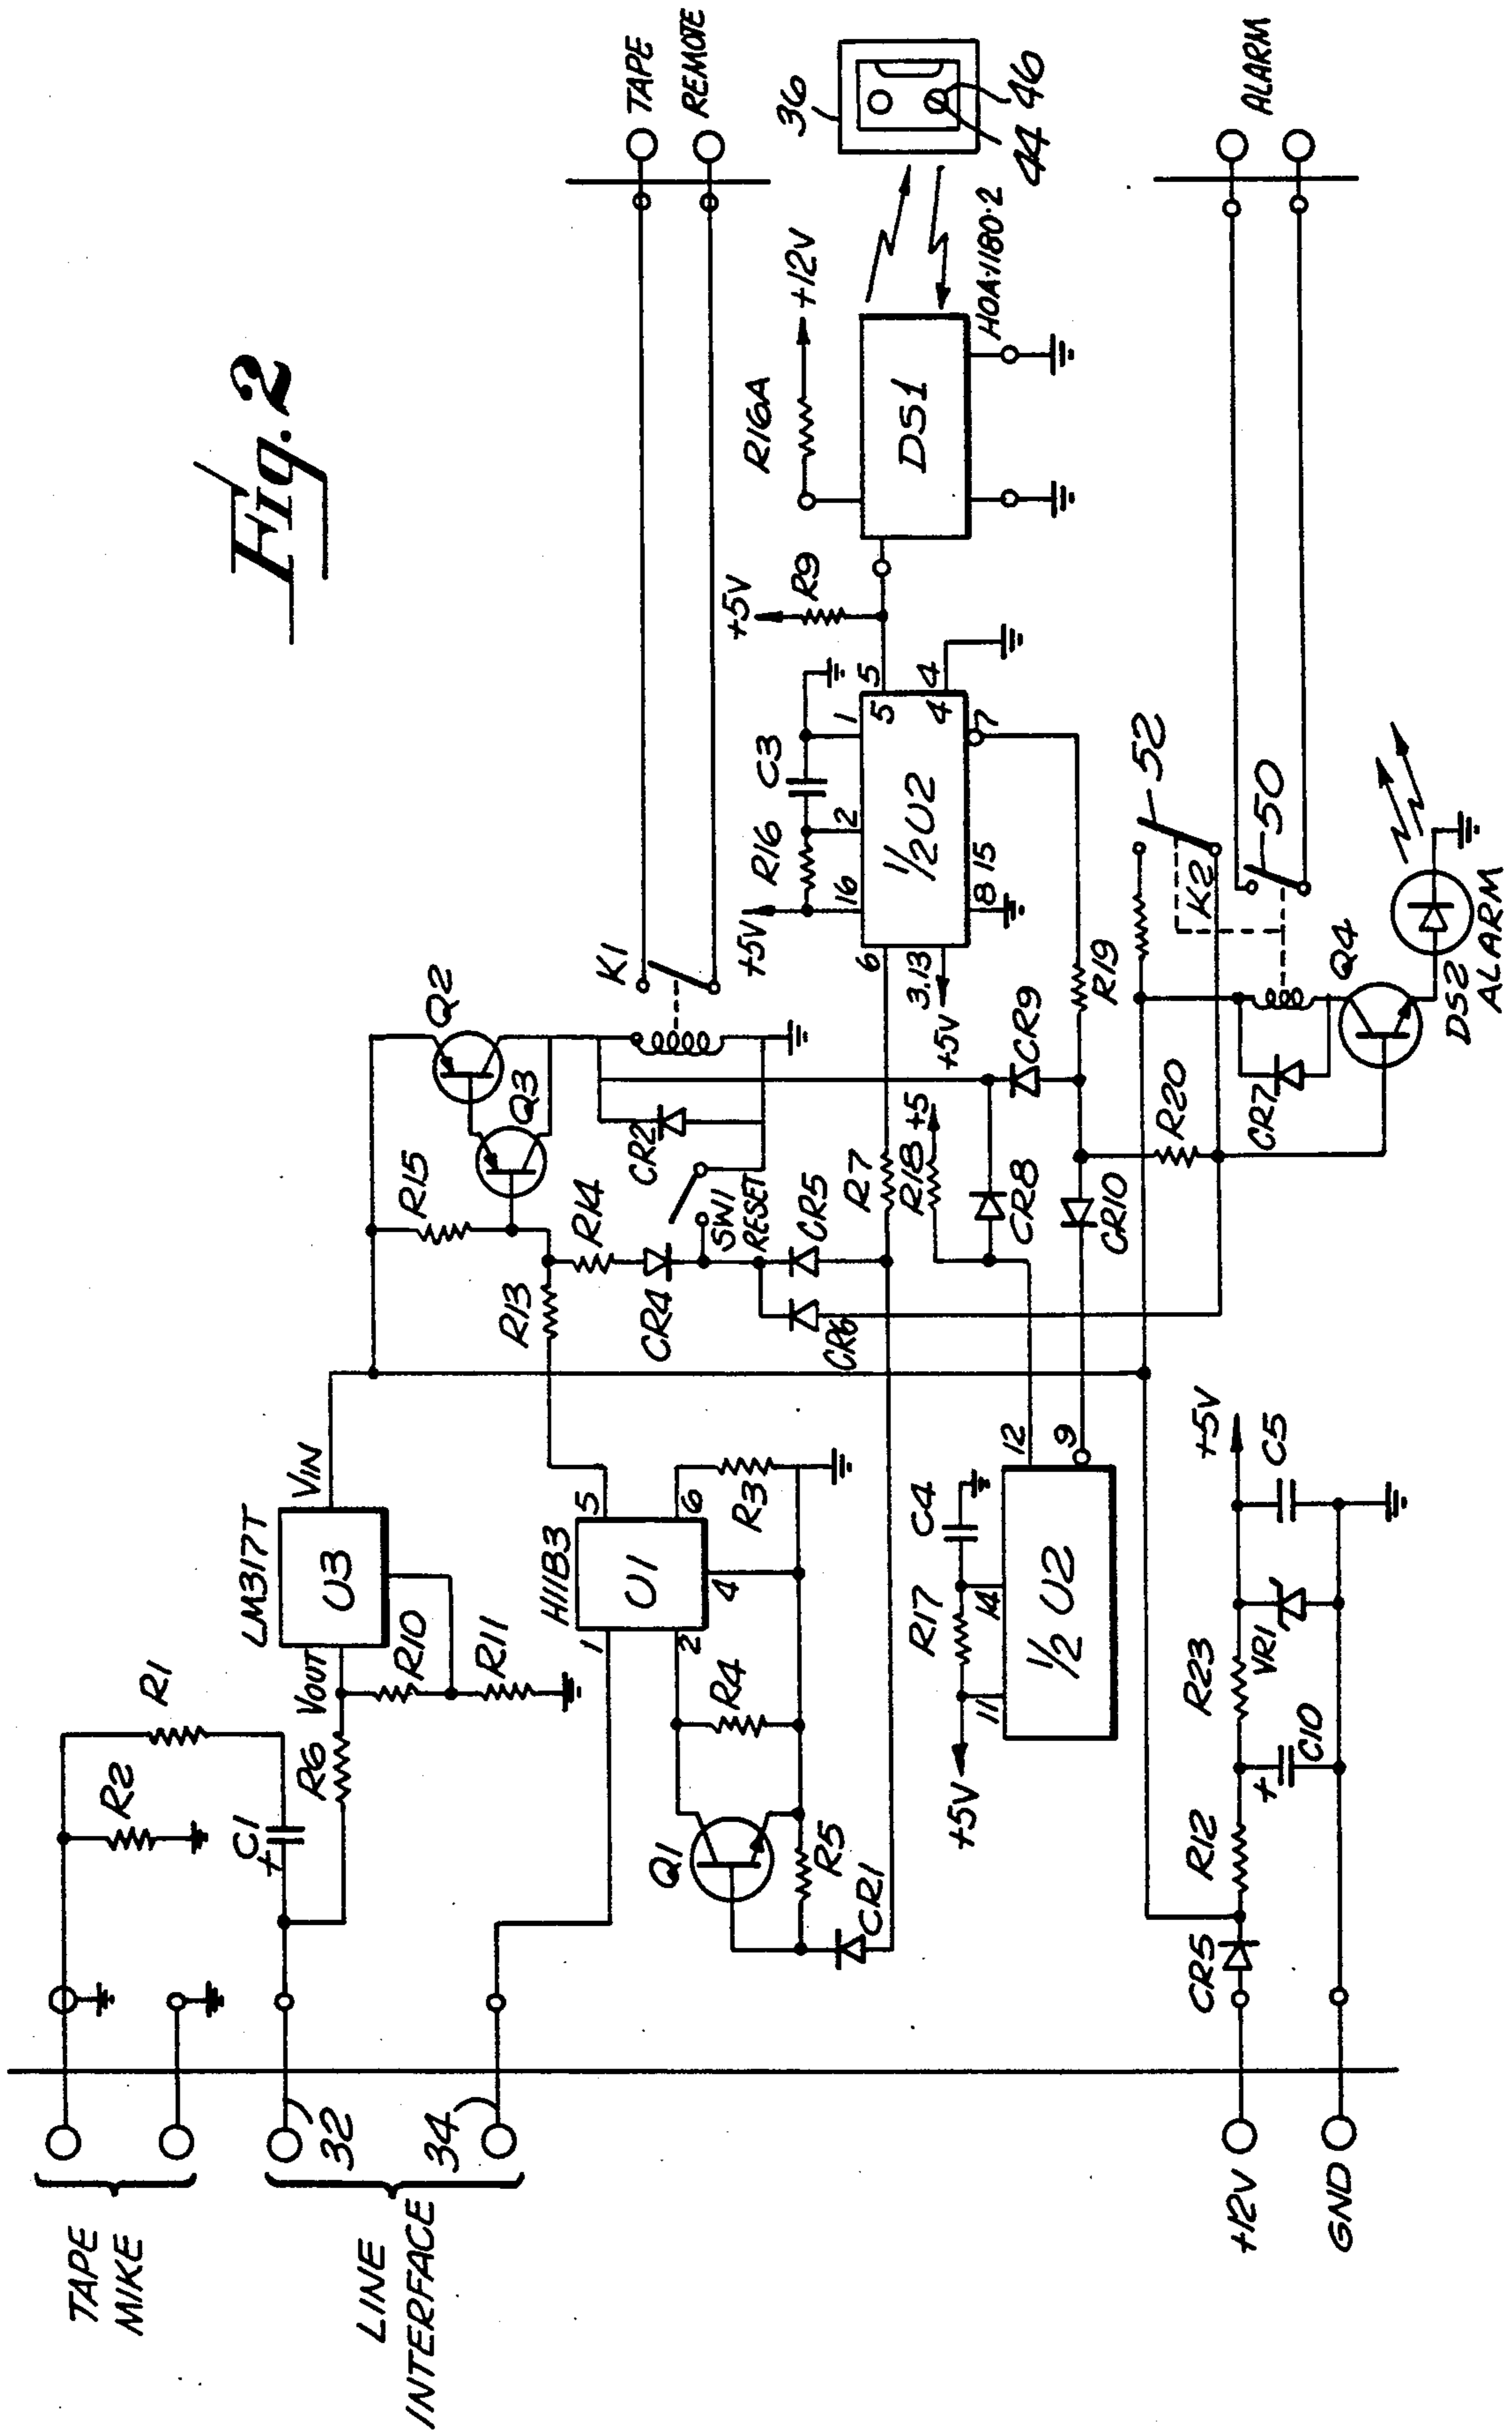 Fig. 2
TAPE
MIKE
LINE
INTERFACE
32
34
R2
R1
C1
+
R6
VOUT
LM317T
U3
VIN
R10
R11
H11B3
U1
1
2
4
5
6
R3
R4
Q1
R5
CR1
R13
R15
R14
Q2
Q3
CR4
CR2
SW1
RESET
CR5
CR6
K1
TAPE
REMOTE
R7
R18
+5
CR8
CR9
CR10
R19
R20
+5V
R16
C3
16
2
1
5
5
4
4
1/2U2
6
3,13
+5V
8
15
7
+5V
R9
DS1
R16A
+12V
HOA-1180-2
36
44
46
+5V
R17
C4
11
14
1/2 U2
12
9
+12V
GND
CR5
R12
+
C10
R23
VR1
C5
+5V
CR7
K2
52
50
Q4
DS2
ALARM
ALARM